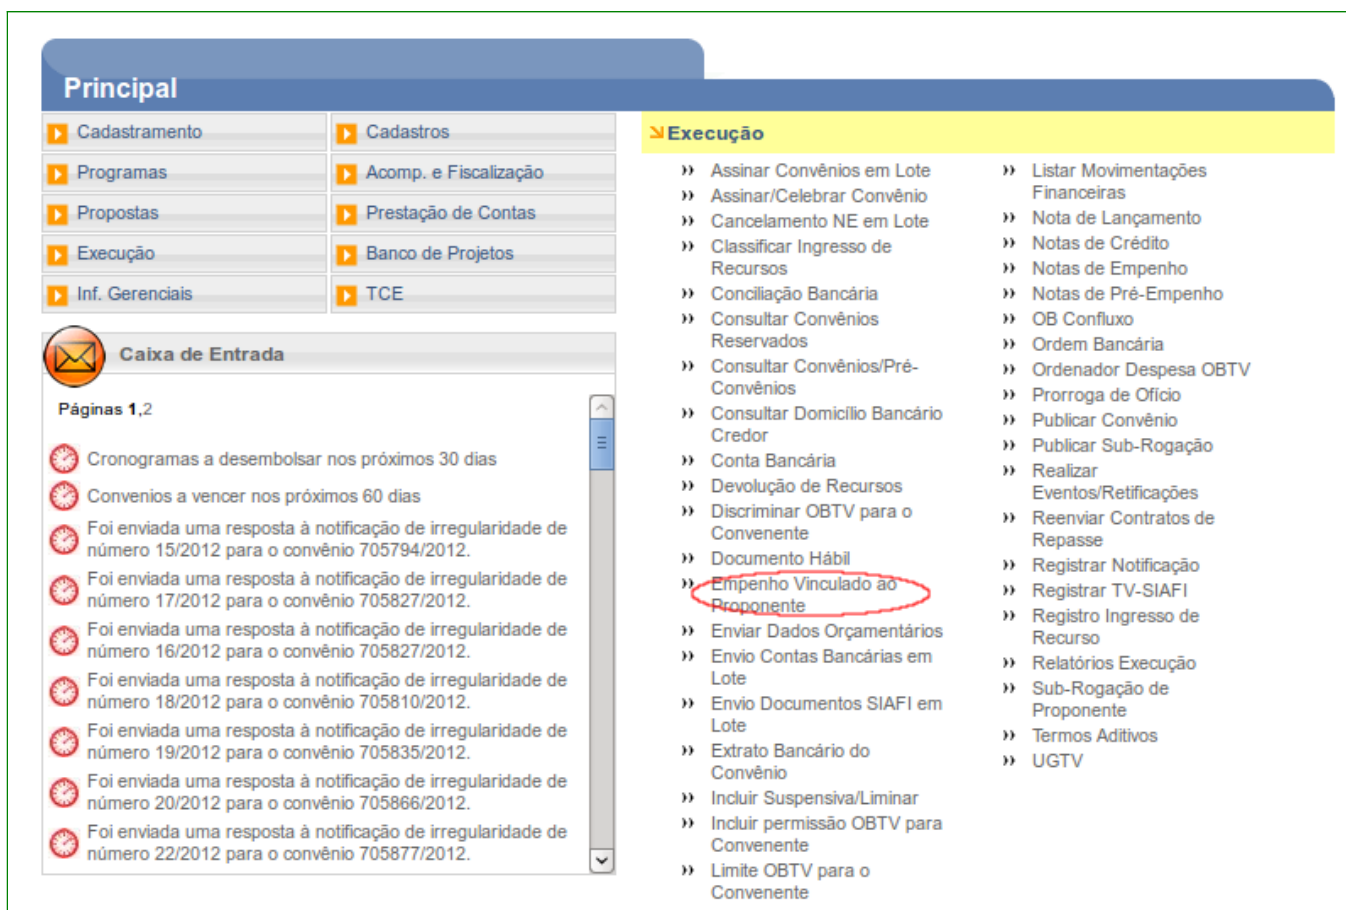 Principal
Cadastramento
Cadastros
Programas
Acomp. e Fiscalização
Propostas
Prestação de Contas
Execução
Banco de Projetos
Inf. Gerenciais
TCE
Caixa de Entrada
Páginas 1,2
Cronogramas a desembolsar nos próximos 30 dias
Convenios a vencer nos próximos 60 dias
Foi enviada uma resposta à notificação de irregularidade de
número 15/2012 para o convênio 705794/2012.
Foi enviada uma resposta à notificação de irregularidade de
número 17/2012 para o convênio 705827/2012.
Foi enviada uma resposta à notificação de irregularidade de
número 16/2012 para o convênio 705827/2012.
Foi enviada uma resposta à notificação de irregularidade de
número 18/2012 para o convênio 705810/2012.
Foi enviada uma resposta à notificação de irregularidade de
número 19/2012 para o convênio 705835/2012.
Foi enviada uma resposta à notificação de irregularidade de
número 20/2012 para o convênio 705866/2012.
Foi enviada uma resposta à notificação de irregularidade de
número 22/2012 para o convênio 705877/2012.
Execução
Assinar Convênios em Lote
Assinar/Celebrar Convênio
Cancelamento NE em Lote
Classificar Ingresso de
Recursos
Conciliação Bancária
Consultar Convênios
Reservados
Consultar Convênios/Pré-
Convênios
Consultar Domicílio Bancário
Credor
Conta Bancária
Devolução de Recursos
Discriminar OBTV para o
Convenente
Documento Hábil
Empenho Vinculado ao
Proponente
Enviar Dados Orçamentários
Envio Contas Bancárias em
Lote
Envio Documentos SIAFI em
Lote
Extrato Bancário do
Convênio
Incluir Suspensiva/Liminar
Incluir permissão OBTV para
Convenente
Limite OBTV para o
Convenente
Listar Movimentações
Financeiras
Nota de Lançamento
Notas de Crédito
Notas de Empenho
Notas de Pré-Empenho
OB Confluxo
Ordem Bancária
Ordenador Despesa OBTV
Prorroga de Ofício
Publicar Convênio
Publicar Sub-Rogação
Realizar
Eventos/Retificações
Reenviar Contratos de
Repasse
Registrar Notificação
Registrar TV-SIAFI
Registro Ingresso de
Recurso
Relatórios Execução
Sub-Rogação de
Proponente
Termos Aditivos
UGTV